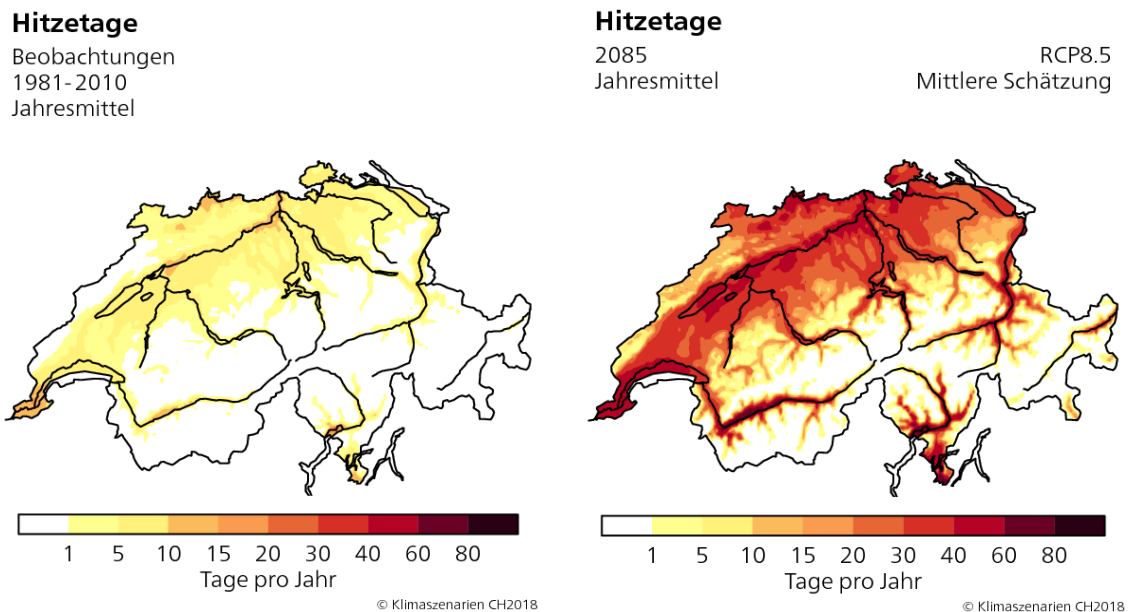 Hitzetage
Beobachtungen
1981-2010
Jahresmittel
1 5 10 15 20 30 40 60 80
Tage pro Jahr
© Klimaszenarien CH2018
Hitzetage
2085 RCP8.5
Jahresmittel Mittlere Schätzung
1 5 10 15 20 30 40 60 80
Tage pro Jahr
© Klimaszenarien CH2018